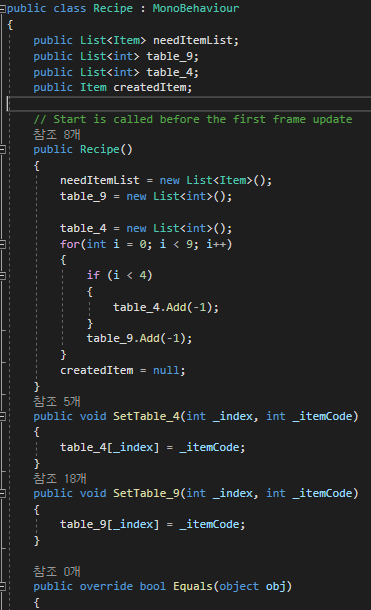 public class Recipe : MonoBehaviour
{
public List<Item> needItemList;
public List<int> table_9;
public List<int> table_4;
public Item createdItem;
// Start is called before the first frame update
참조 8개
public Recipe()
{
needItemList = new List<Item>();
table_9 = new List<int>();
table_4 = new List<int>();
for(int i = 0; i < 9; i++)
{
if (i < 4)
{
table_4.Add(-1);
}
table_9.Add(-1);
}
createdItem = null;
}
참조 5개
public void SetTable_4(int _index, int _itemCode)
{
table_4[_index] = _itemCode;
}
참조 18개
public void SetTable_9(int _index, int _itemCode)
{
table_9[_index] = _itemCode;
}
참조 0개
public override bool Equals(object obj)
{